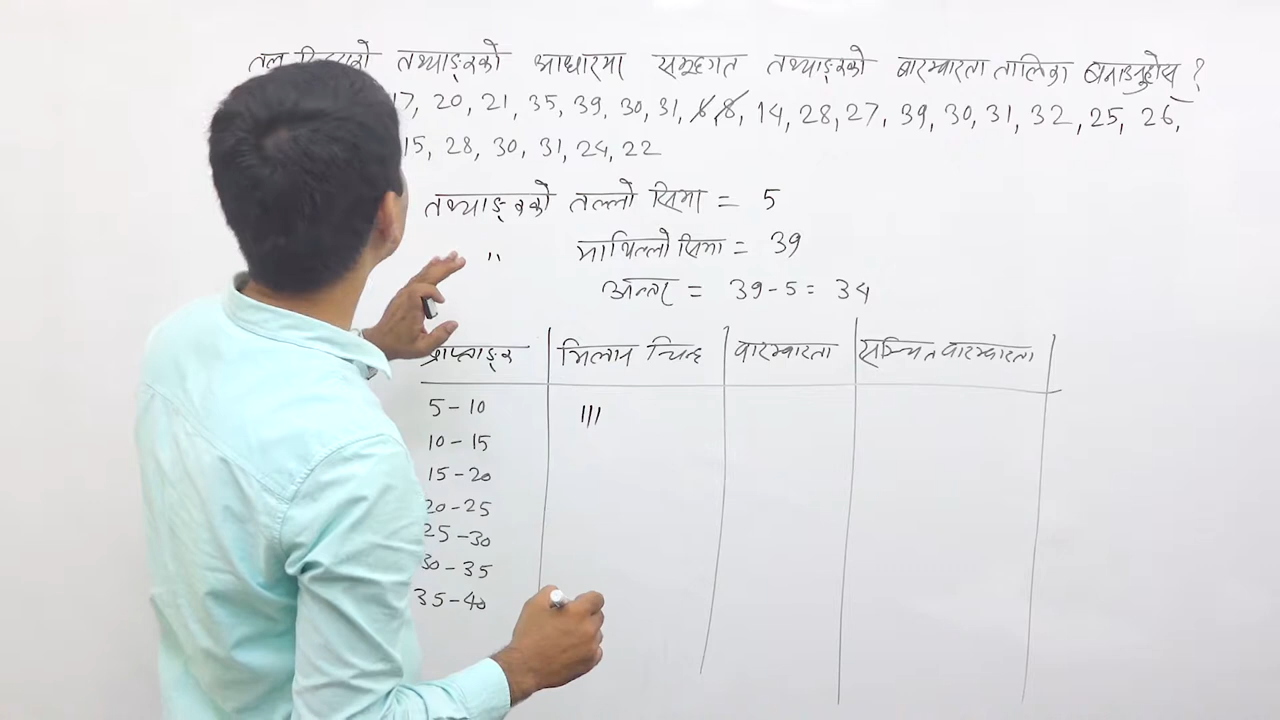 तल तथ्याङ्कको आधारमा समूहगत तथ्याङ्कको बारम्बारता तालिका बनाउनुहोस् ?
17, 20, 21, 35, 39, 30, 31, 6, 8, 14, 28, 27, 39, 30, 31, 32, 25, 26,
15, 28, 30, 31, 24, 22
तथ्याङ्कको तल्लो सिमा = 5
" माथिल्लो सिमा = 39
अन्तर = 39-5 = 34
प्राप्ताङ्क मिलान चिन्ह बारम्बारता सञ्चित बारम्बारता
5-10 |||
10-15
15-20
20-25
25-30
30-35
35-40